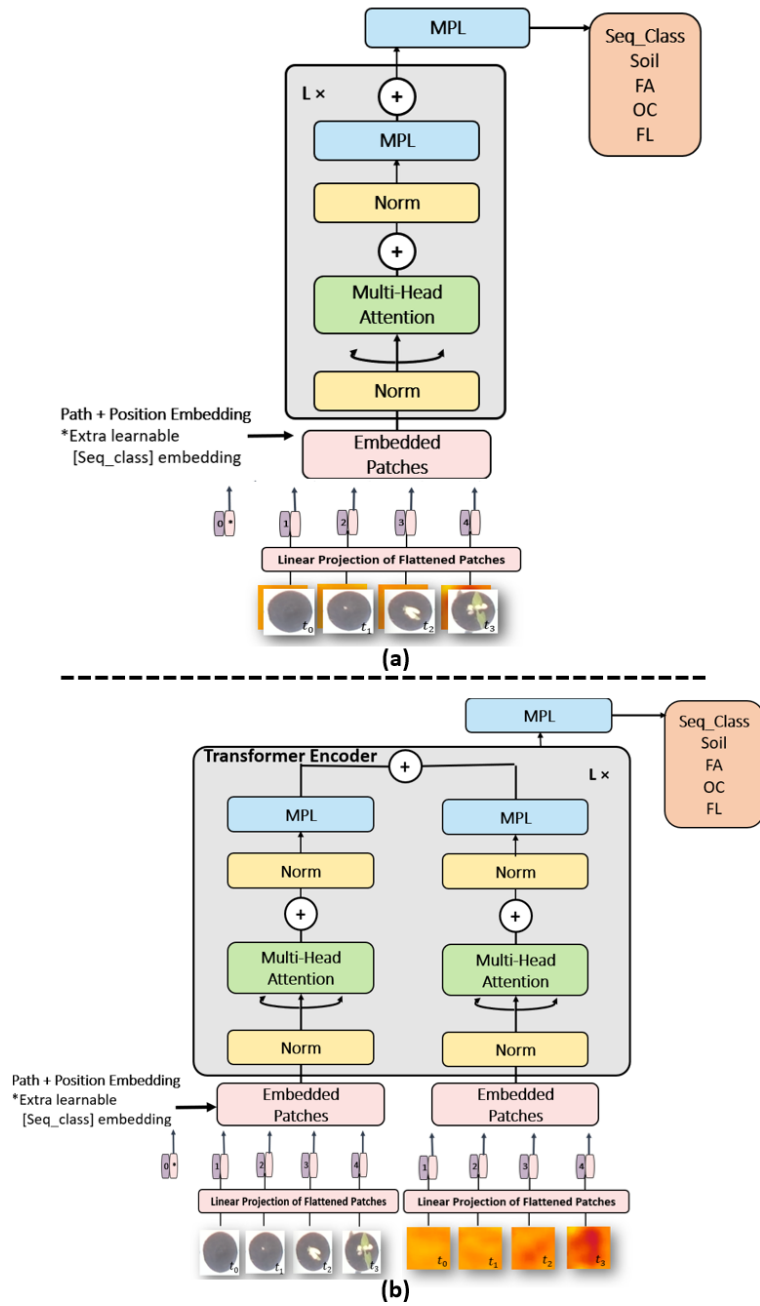 MPL
Seq_Class
Soil
FA
OC
FL
L ×
+
MPL
Norm
+
Multi-Head
Attention
Norm
Path + Position Embedding
*Extra learnable
[Seq_class] embedding
Embedded
Patches
0 * 1 2 3 4
Linear Projection of Flattened Patches
t0 t1 t2 t3
(a)
MPL
Seq_Class
Soil
FA
OC
FL
Transformer Encoder
+
L ×
MPL MPL
Norm Norm
+ +
Multi-Head
Attention
Multi-Head
Attention
Norm Norm
Path + Position Embedding
*Extra learnable
[Seq_class] embedding
Embedded
Patches
Embedded
Patches
0 * 1 2 3 4 1 2 3 4
Linear Projection of Flattened Patches Linear Projection of Flattened Patches
t0 t1 t2 t3 t0 t1 t2 t3
(b)